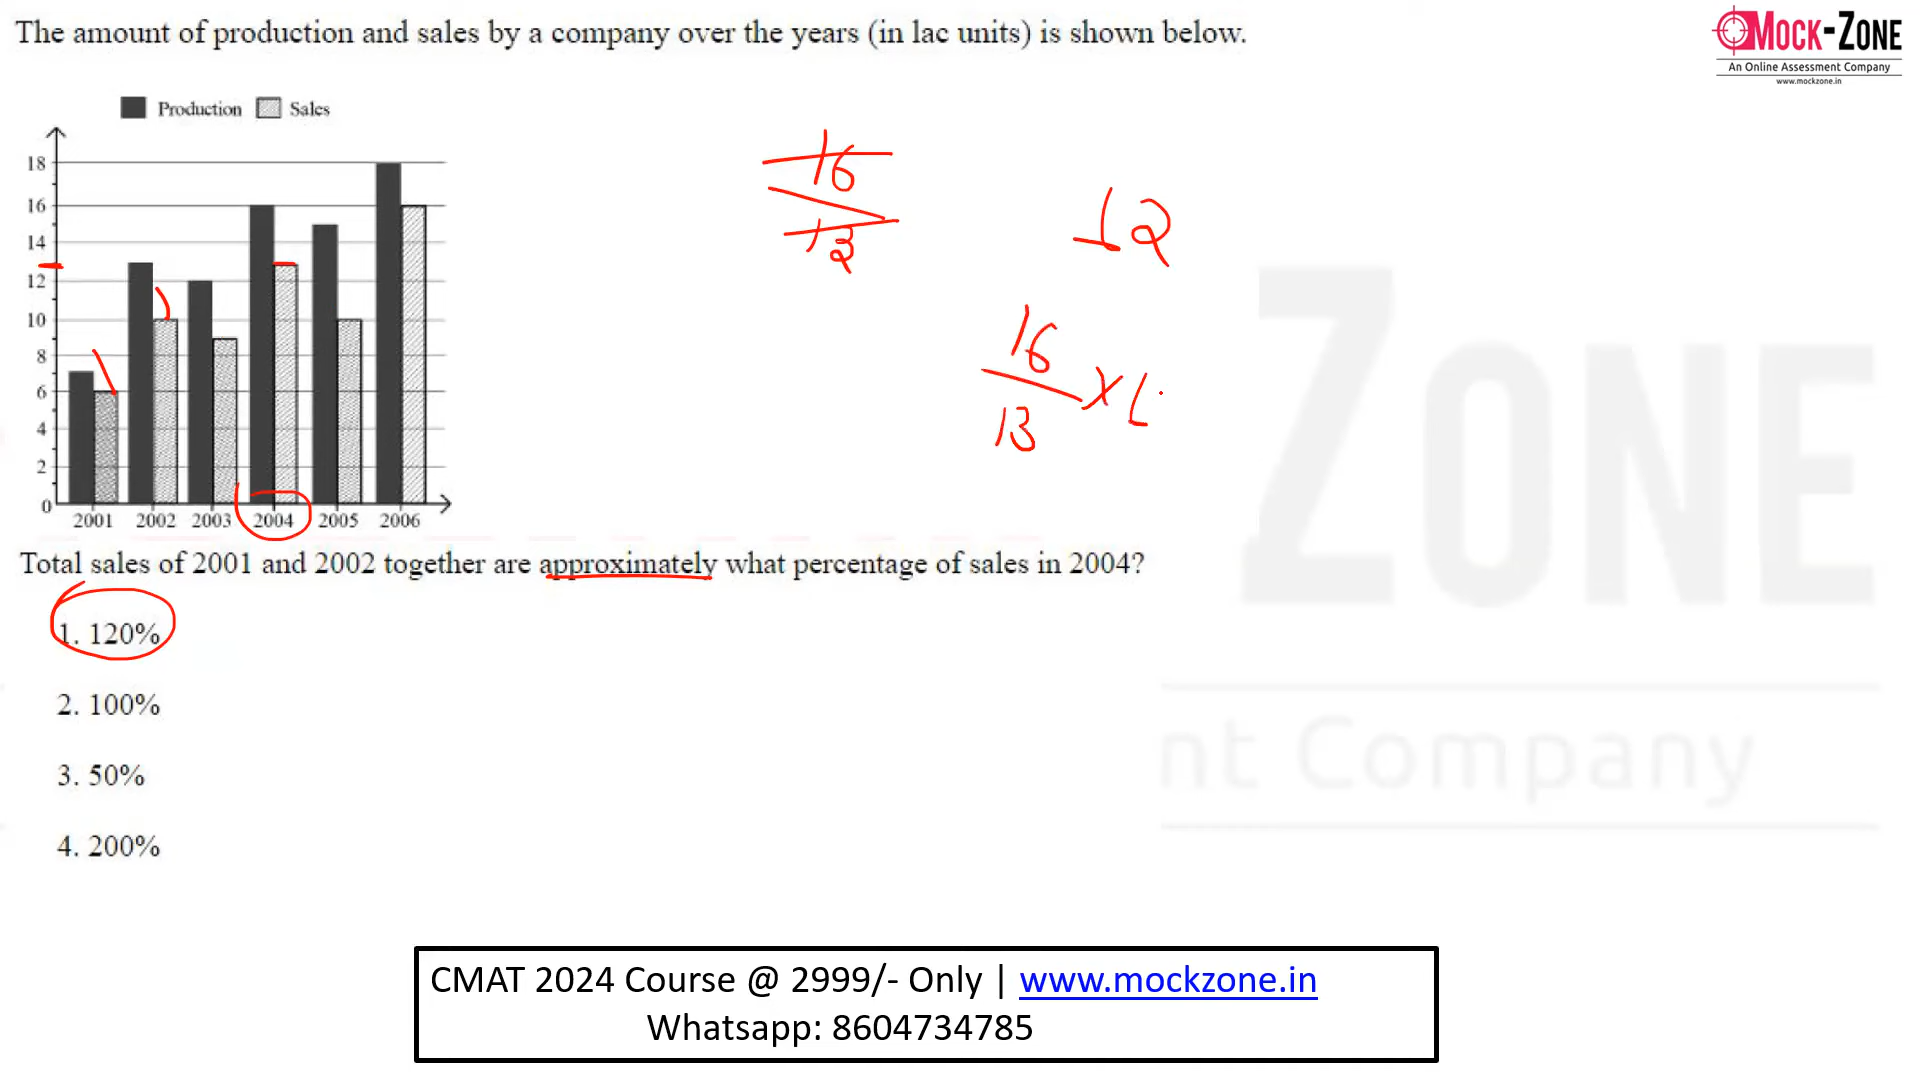 The amount of production and sales by a company over the years (in lac units) is shown below.
MOCK-ZONE
An Online Assessment Company
www.mockzone.in
Production Sales
18
16
14
12
10
8
6
4
2
0
2001 2002 2003 2004 2005 2006
16
12
16
13
ZONE
nt Company
Total sales of 2001 and 2002 together are approximately what percentage of sales in 2004?
1. 120%
2. 100%
3. 50%
4. 200%
CMAT 2024 Course @ 2999/- Only | www.mockzone.in
Whatsapp: 8604734785